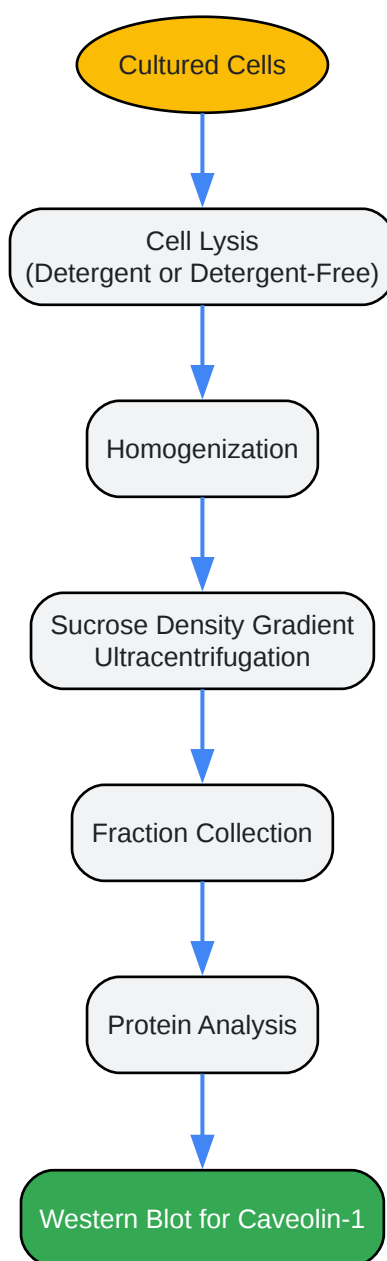 Cultured Cells
Cell Lysis
(Detergent or Detergent-Free)
Homogenization
Sucrose Density Gradient
Ultracentrifugation
Fraction Collection
Protein Analysis
Western Blot for Caveolin-1